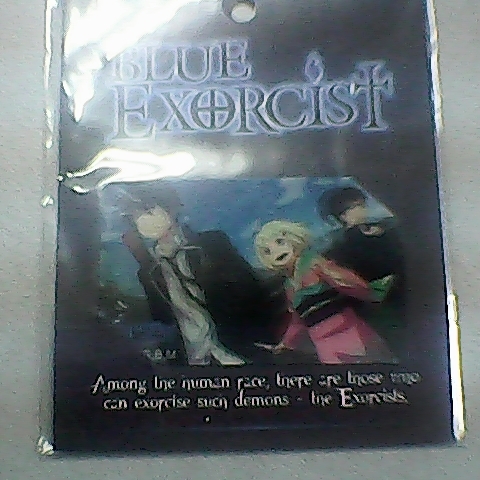 BLUE
EXORCIST
Among the human race, there are those who
can exorcise such demons - the Exorcists.